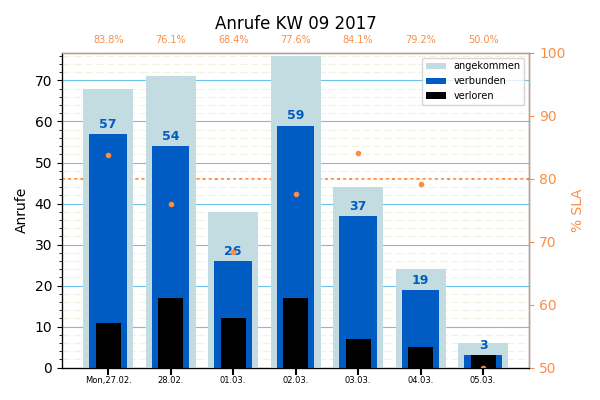 Anrufe KW 09 2017
83.8% 76.1% 68.4% 77.6% 84.1% 79.2% 50.0%
angekommen
verbunden
verloren
Anrufe
70
60
50
40
30
20
10
0
57 54 26 59 37 19 3
100
90
80
70
60
50
% SLA
Mon,27.02. 28.02. 01.03. 02.03. 03.03. 04.03. 05.03.